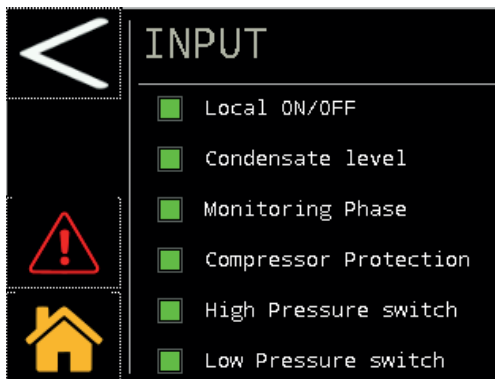 INPUT
Local ON/OFF
Condensate level
Monitoring Phase
Compressor Protection
High Pressure switch
Low Pressure switch